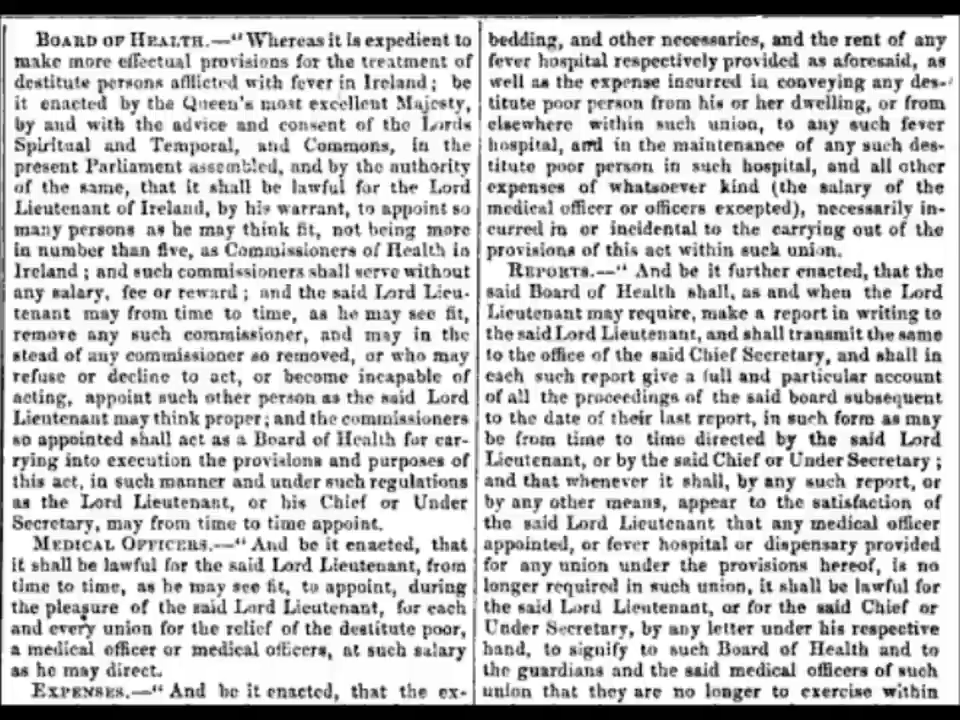 BOARD OF HEALTH.—"Whereas it is expedient to
make more effectual provisions for the treatment of
destitute persons afflicted with fever in Ireland; be
it enacted by the Queen's most excellent Majesty,
by and with the advice and consent of the Lords
Spiritual and Temporal, and Commons, in the
present Parliament assembled, and by the authority
of the same, that it shall be lawful for the Lord
Lieutenant of Ireland, by his warrant, to appoint so
many persons as he may think fit, not being more
in number than five, as Commissioners of Health in
Ireland; and such commissioners shall serve without
any salary, fee or reward; and the said Lord Lieu-
tenant may from time to time, as he may see fit,
remove any such commissioner, and may in the
stead of any commissioner so removed, or who may
refuse or decline to act, or become incapable of
acting, appoint such other person as the said Lord
Lieutenant may think proper; and the commissioners
so appointed shall act as a Board of Health for car-
rying into execution the provisions and purposes of
this act, in such manner and under such regulations
as the Lord Lieutenant, or his Chief or Under
Secretary, may from time to time appoint.
MEDICAL OFFICERS.—"And be it enacted, that
it shall be lawful for the said Lord Lieutenant, from
time to time, as he may see fit, to appoint, during
the pleasure of the said Lord Lieutenant, for each
and every union for the relief of the destitute poor,
a medical officer or medical officers, at such salary
as he may direct.
EXPENSES.—"And be it enacted, that the ex-
bedding, and other necessaries, and the rent of any
fever hospital respectively provided as aforesaid, as
well as the expense incurred in conveying any des-
titute poor person from his or her dwelling, or from
elsewhere within such union, to any such fever
hospital, and in the maintenance of any such des-
titute poor person in such hospital, and all other
expenses of whatsoever kind (the salary of the
medical officer or officers excepted), necessarily in-
curred in or incidental to the carrying out of the
provisions of this act within such union.
REPORTS.—"And be it further enacted, that the
said Board of Health shall, as and when the Lord
Lieutenant may require, make a report in writing to
the said Lord Lieutenant, and shall transmit the same
to the office of the said Chief Secretary, and shall in
each such report give a full and particular account
of all the proceedings of the said board subsequent
to the date of their last report, in such form as may
be from time to time directed by the said Lord
Lieutenant, or by the said Chief or Under Secretary;
and that whenever it shall, by any such report, or
by any other means, appear to the satisfaction of
the said Lord Lieutenant that any medical officer
appointed, or fever hospital or dispensary provided
for any union under the provisions hereof, is no
longer required in such union, it shall be lawful for
the said Lord Lieutenant, or for the said Chief or
Under Secretary, by any letter under his respective
hand, to signify to such Board of Health and to
the guardians and the said medical officers of such
union that they are no longer to exercise within